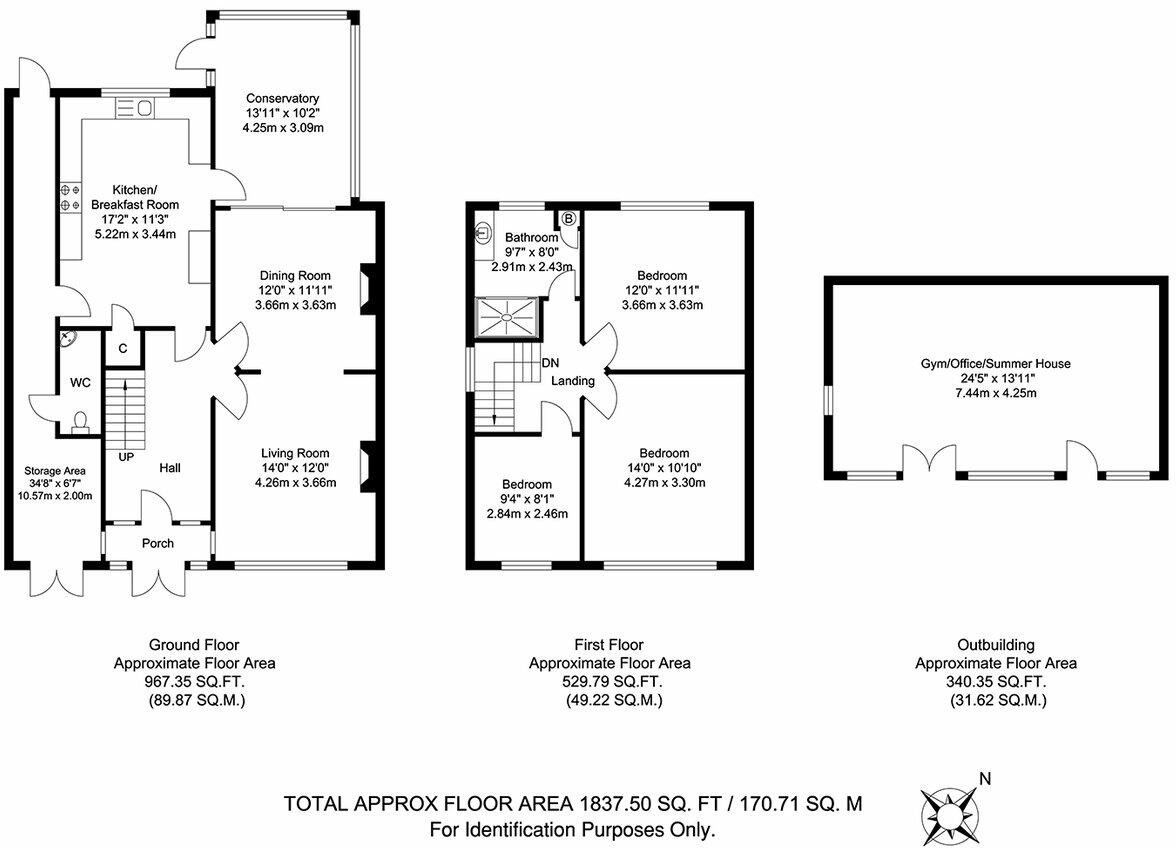 Conservatory
13'11" x 10'2"
4.25m x 3.09m
Kitchen/
Breakfast Room
17'2" x 11'3"
5.22m x 3.44m
Dining Room
12'0" x 11'11"
3.66m x 3.63m
C
WC
UP
Hall
Storage Area
34'8" x 6'7"
10.57m x 2.00m
Living Room
14'0" x 12'0"
4.26m x 3.66m
Porch
Ground Floor
Approximate Floor Area
967.35 SQ.FT.
(89.87 SQ.M.)
B
Bathroom
9'7" x 8'0"
2.91m x 2.43m
Bedroom
12'0" x 11'11"
3.66m x 3.63m
DN
Landing
Bedroom
14'0" x 10'10"
4.27m x 3.30m
Bedroom
9'4" x 8'1"
2.84m x 2.46m
First Floor
Approximate Floor Area
529.79 SQ.FT.
(49.22 SQ.M.)
Gym/Office/Summer House
24'5" x 13'11"
7.44m x 4.25m
Outbuilding
Approximate Floor Area
340.35 SQ.FT.
(31.62 SQ.M.)
TOTAL APPROX FLOOR AREA 1837.50 SQ. FT / 170.71 SQ. M
For Identification Purposes Only.
N